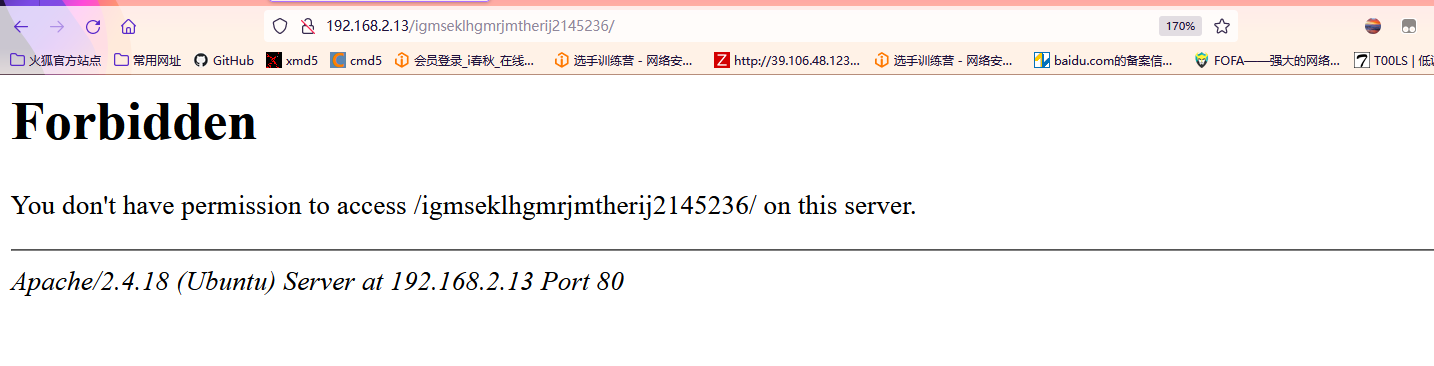 192.168.2.13/igmseklhgmrjmtherij2145236/ 170%
火狐官方站点 常用网址 GitHub xmd5 cmd5 会员登录_i春秋_在线... 选手训练营 - 网络安... http://39.106.48.123... 选手训练营 - 网络安... baidu.com的备案信... FOFA——强大的网络... T00LS | 低
Forbidden
You don't have permission to access /igmseklhgmrjmtherij2145236/ on this server.
Apache/2.4.18 (Ubuntu) Server at 192.168.2.13 Port 80